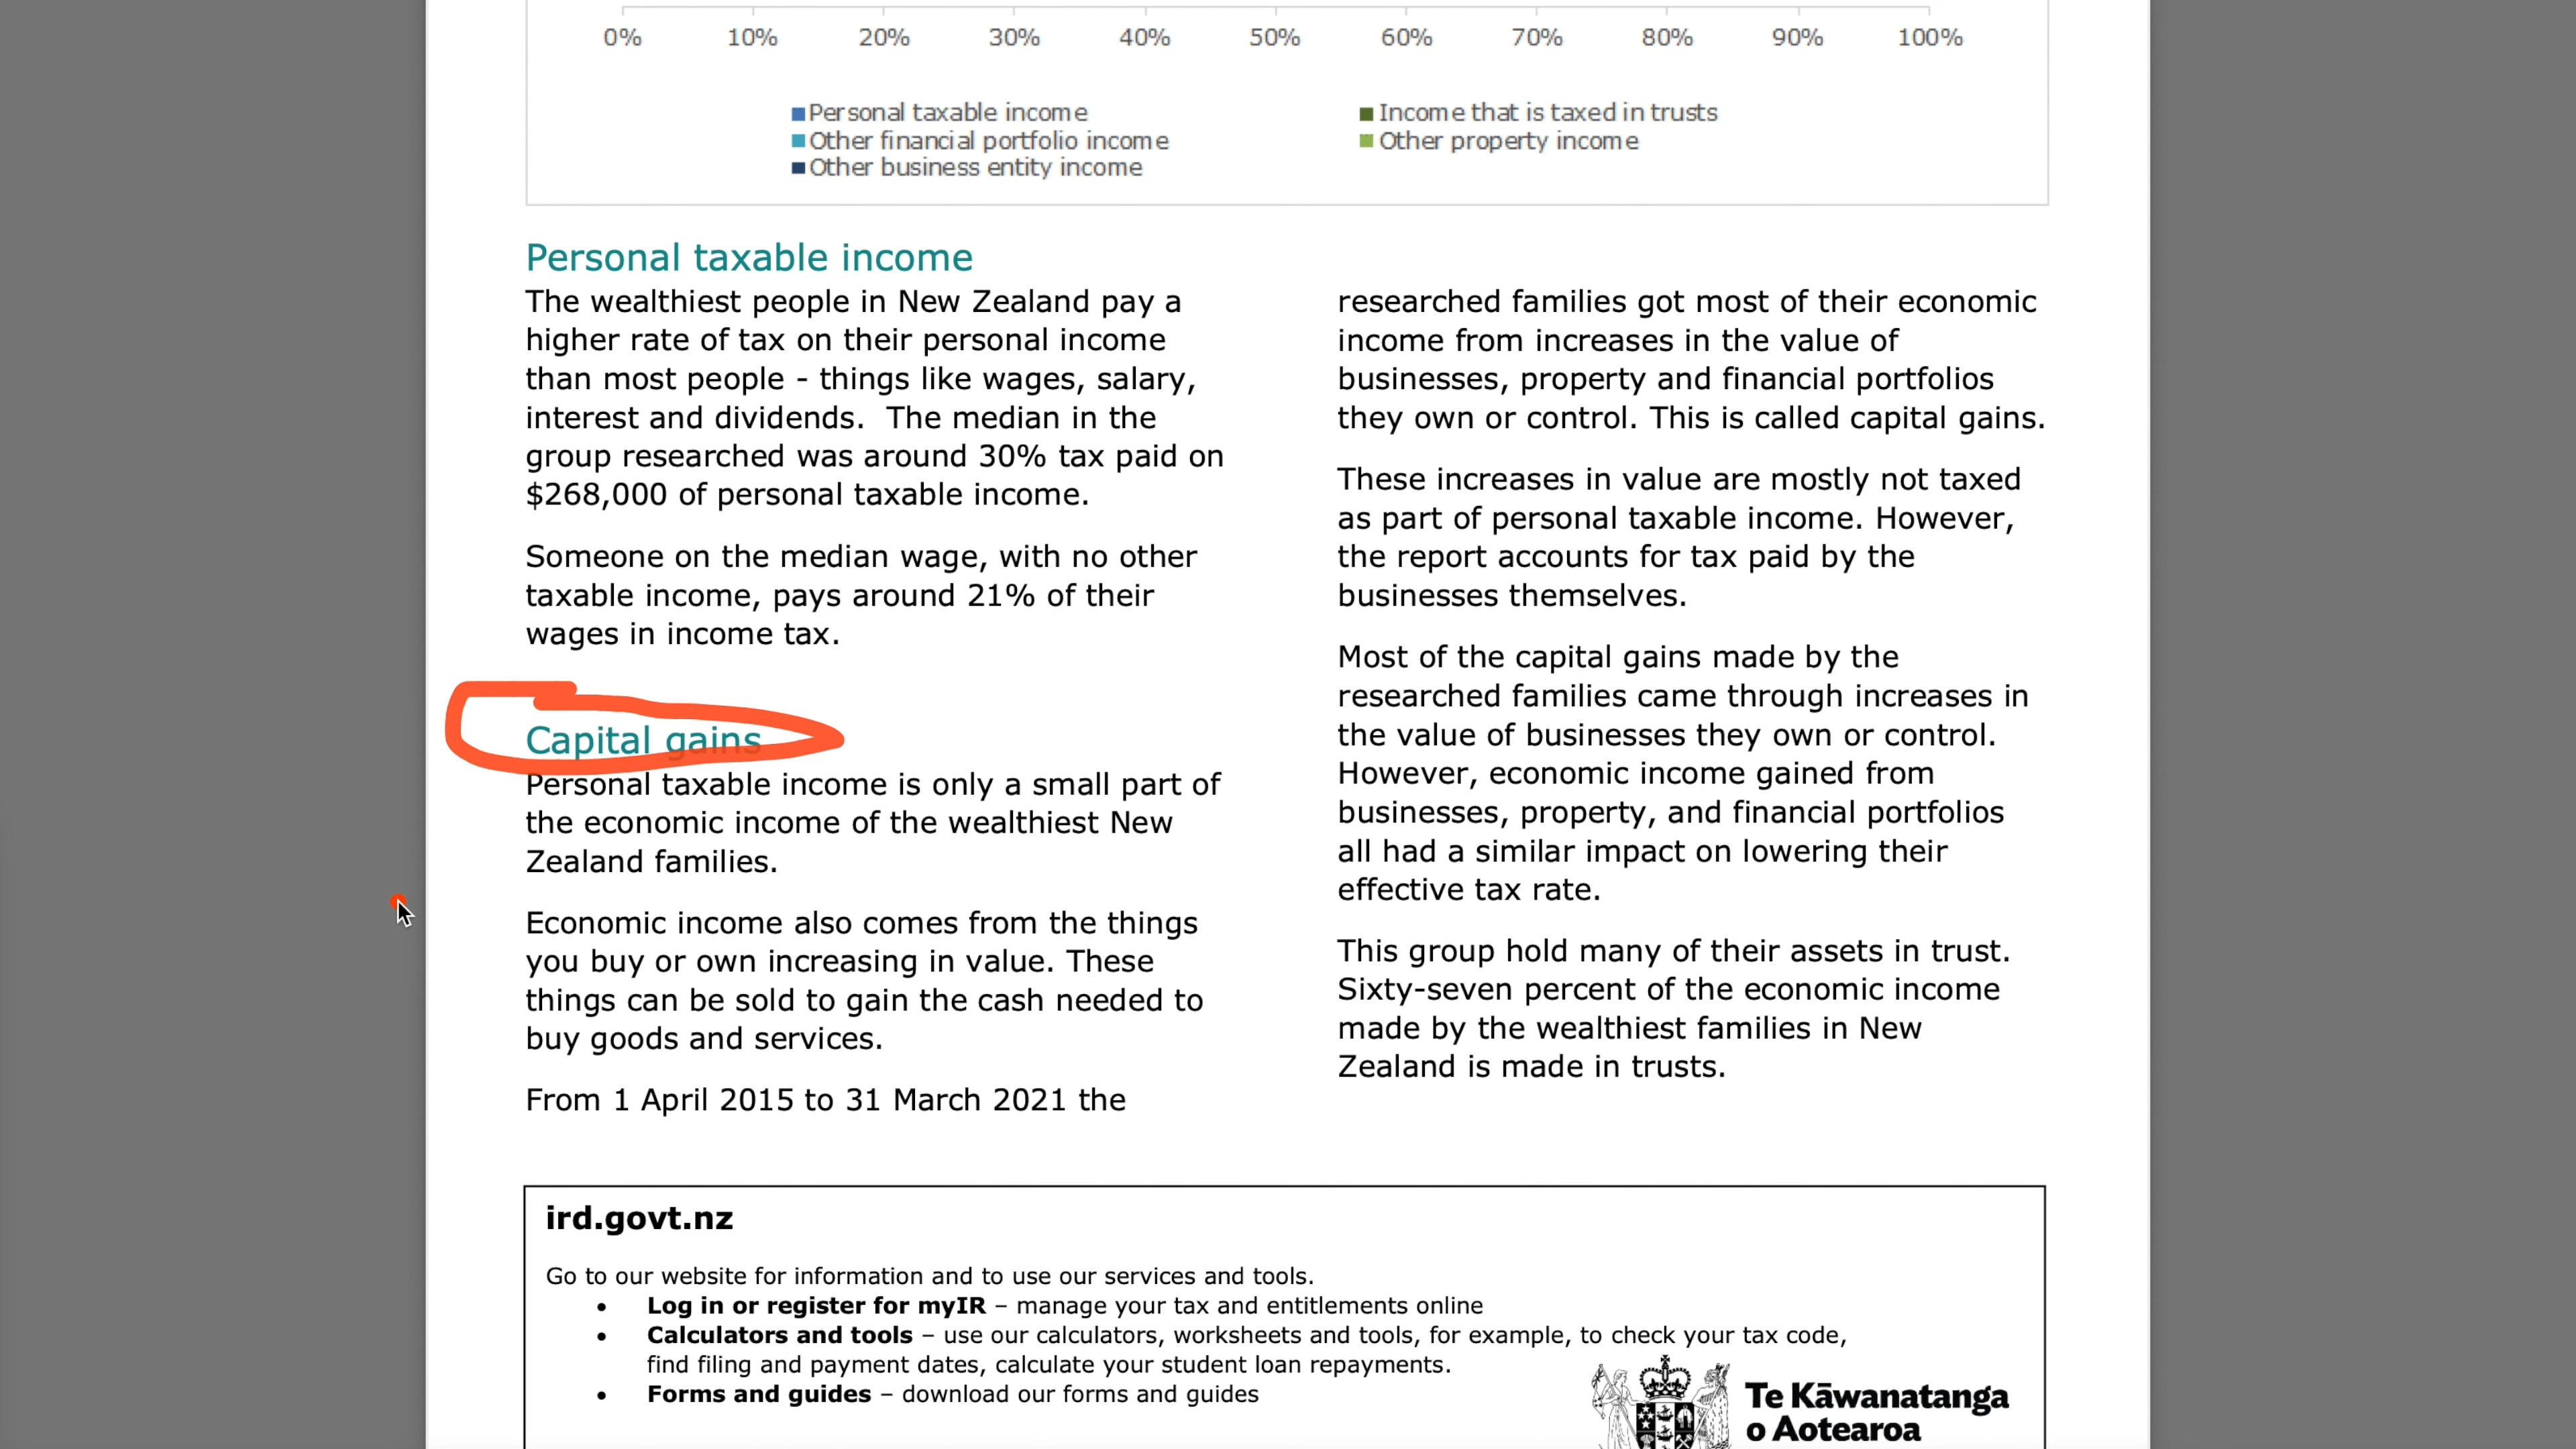 0% 10% 20% 30% 40% 50% 60% 70% 80% 90% 100%
Personal taxable income
Income that is taxed in trusts
Other financial portfolio income
Other property income
Other business entity income
Personal taxable income
The wealthiest people in New Zealand pay a
higher rate of tax on their personal income
than most people - things like wages, salary,
interest and dividends.  The median in the
group researched was around 30% tax paid on
$268,000 of personal taxable income.
Someone on the median wage, with no other
taxable income, pays around 21% of their
wages in income tax.
Capital gains
Personal taxable income is only a small part of
the economic income of the wealthiest New
Zealand families.
Economic income also comes from the things
you buy or own increasing in value. These
things can be sold to gain the cash needed to
buy goods and services.
From 1 April 2015 to 31 March 2021 the
researched families got most of their economic
income from increases in the value of
businesses, property and financial portfolios
they own or control. This is called capital gains.
These increases in value are mostly not taxed
as part of personal taxable income. However,
the report accounts for tax paid by the
businesses themselves.
Most of the capital gains made by the
researched families came through increases in
the value of businesses they own or control.
However, economic income gained from
businesses, property, and financial portfolios
all had a similar impact on lowering their
effective tax rate.
This group hold many of their assets in trust.
Sixty-seven percent of the economic income
made by the wealthiest families in New
Zealand is made in trusts.
ird.govt.nz
Go to our website for information and to use our services and tools.
• Log in or register for myIR – manage your tax and entitlements online
• Calculators and tools – use our calculators, worksheets and tools, for example, to check your tax code,
find filing and payment dates, calculate your student loan repayments.
• Forms and guides – download our forms and guides
Te Kāwanatanga
o Aotearoa